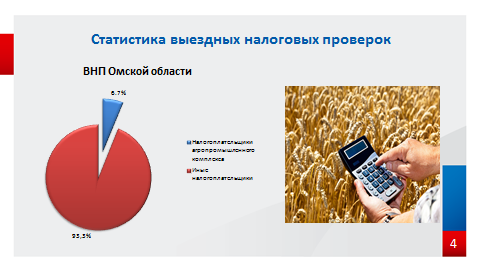 Статистика выездных налоговых проверок
ВНП Омской области
6,7%
Налогоплательщики
агропромышленного
комплекса
Иные
налогоплательщики
93,3%
4